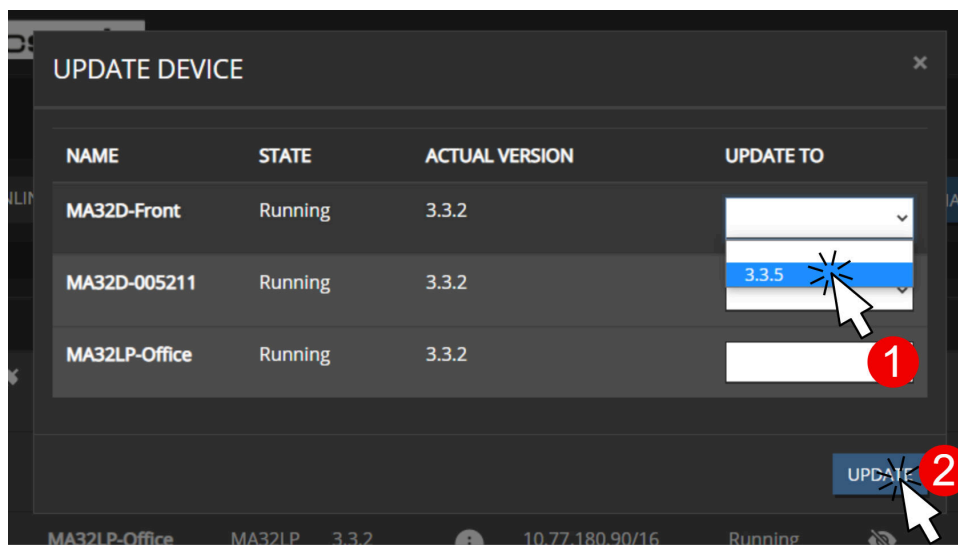 UPDATE DEVICE ×
NAME STATE ACTUAL VERSION UPDATE TO
MA32D-Front Running 3.3.2
3.3.5
MA32D-005211 Running 3.3.2
MA32LP-Office Running 3.3.2
1
UPDATE 2
MA32LP-Office MA32LP 3.3.2 10.77.180.90/16 Running